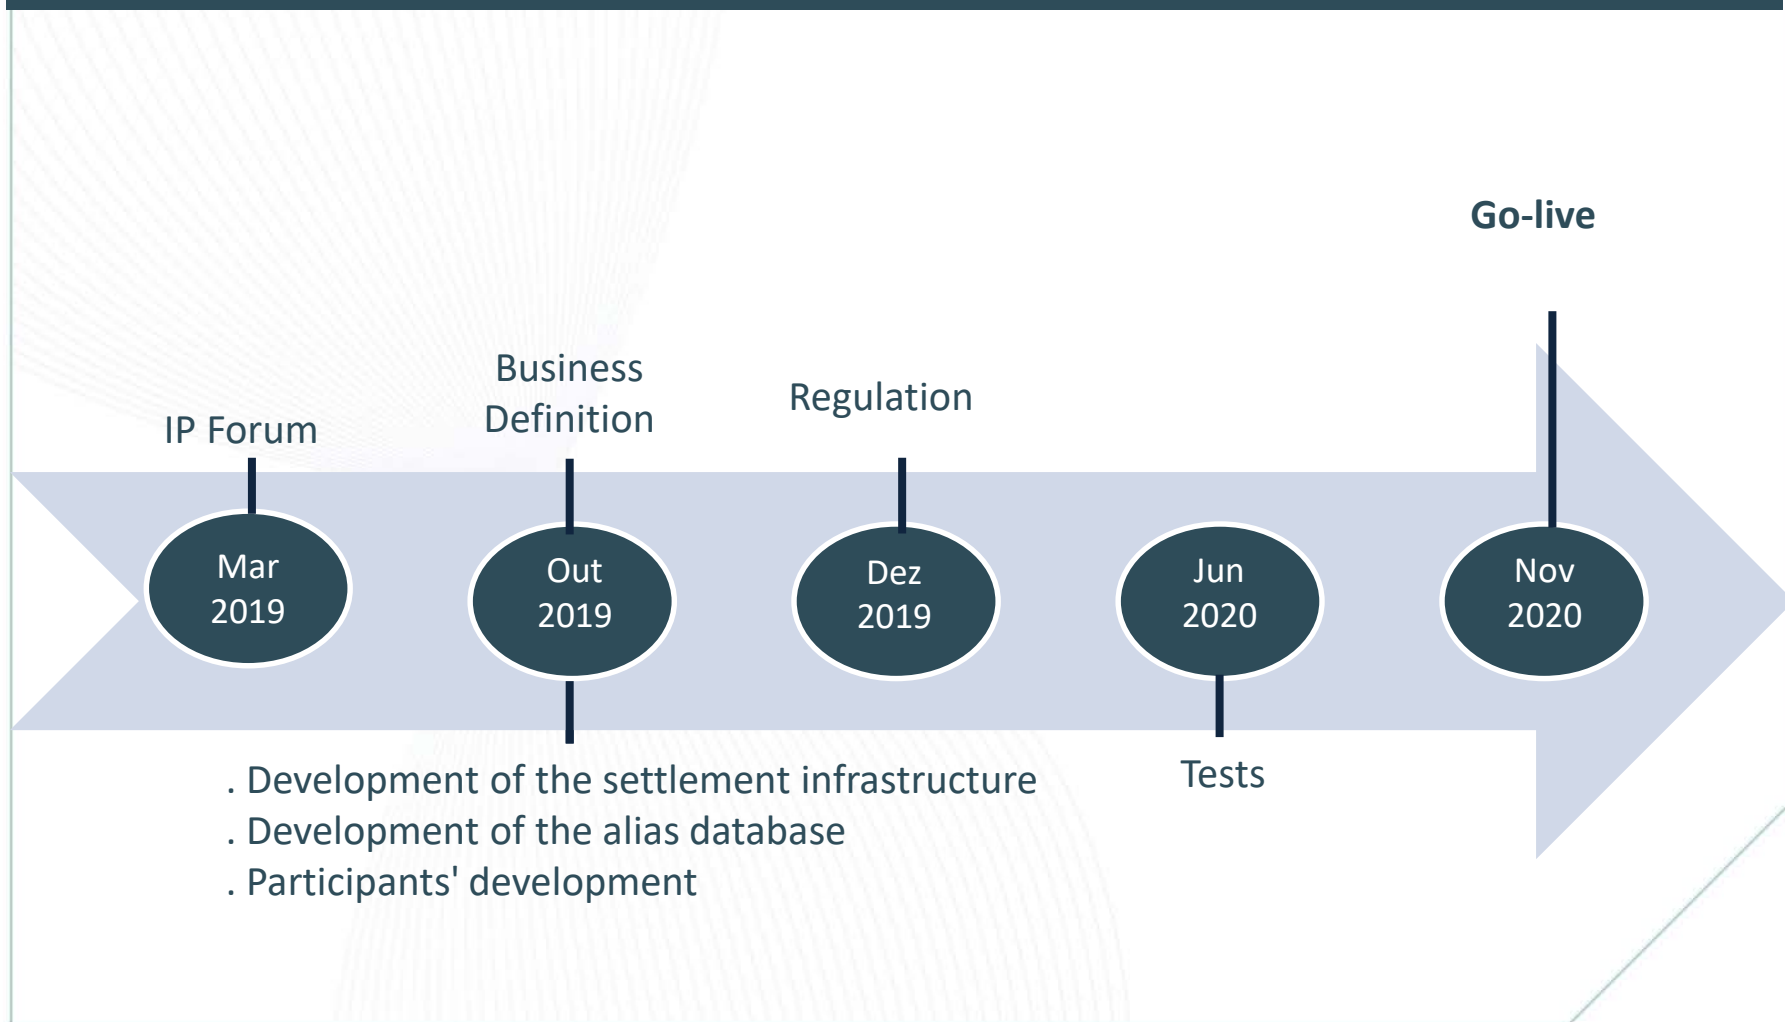 Go-live
Business
Definition
Regulation
IP Forum
Mar
2019
Out
2019
Dez
2019
Jun
2020
Nov
2020
. Development of the settlement infrastructure
. Development of the alias database
. Participants' development
Tests